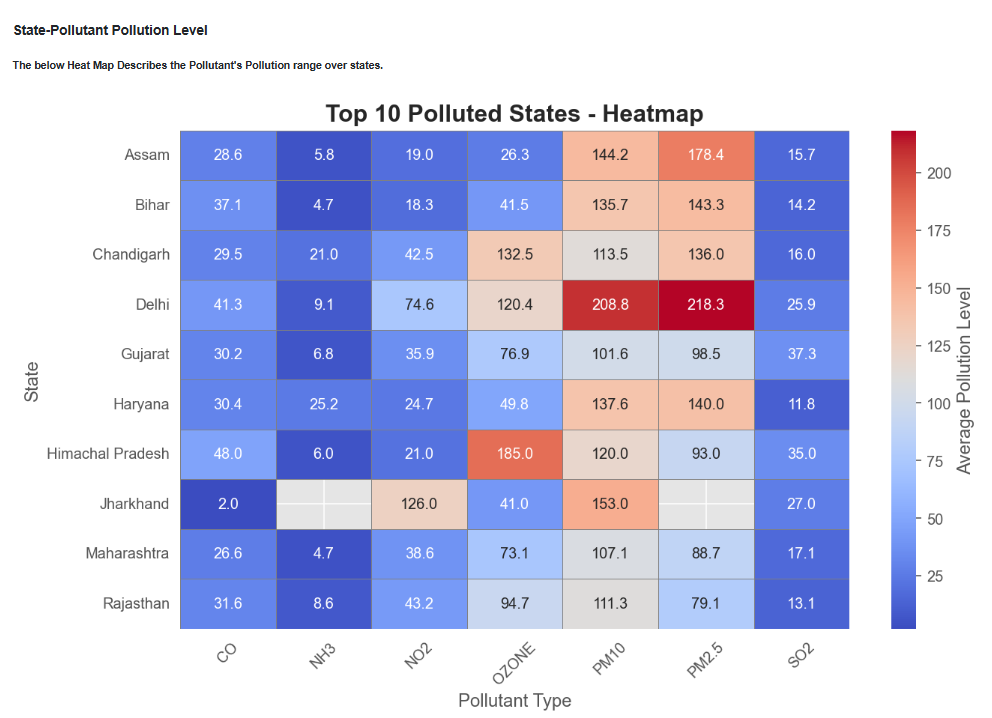 State-Pollutant Pollution Level
The below Heat Map Describes the Pollutant's Pollution range over states.
Top 10 Polluted States - Heatmap
Assam 28.6 5.8 19.0 26.3 144.2 178.4 15.7
Bihar 37.1 4.7 18.3 41.5 135.7 143.3 14.2
Chandigarh 29.5 21.0 42.5 132.5 113.5 136.0 16.0
Delhi 41.3 9.1 74.6 120.4 208.8 218.3 25.9
Gujarat 30.2 6.8 35.9 76.9 101.6 98.5 37.3
Haryana 30.4 25.2 24.7 49.8 137.6 140.0 11.8
Himachal Pradesh 48.0 6.0 21.0 185.0 120.0 93.0 35.0
Jharkhand 2.0 126.0 41.0 153.0 27.0
Maharashtra 26.6 4.7 38.6 73.1 107.1 88.7 17.1
Rajasthan 31.6 8.6 43.2 94.7 111.3 79.1 13.1
CO NH3 NO2 OZONE PM10 PM2.5 SO2
Pollutant Type
State
200
175
150
125
100
75
50
25
Average Pollution Level